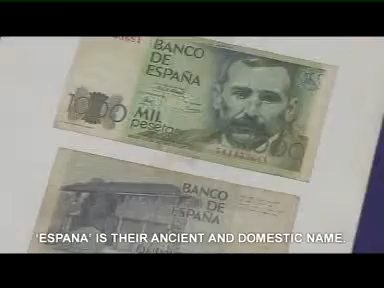 BANCO
DE
ESPAÑA
1000
MIL
pesetas
1000
BANCO
DE
ESPAÑA
'ESPANA' IS THEIR ANCIENT AND DOMESTIC NAME.